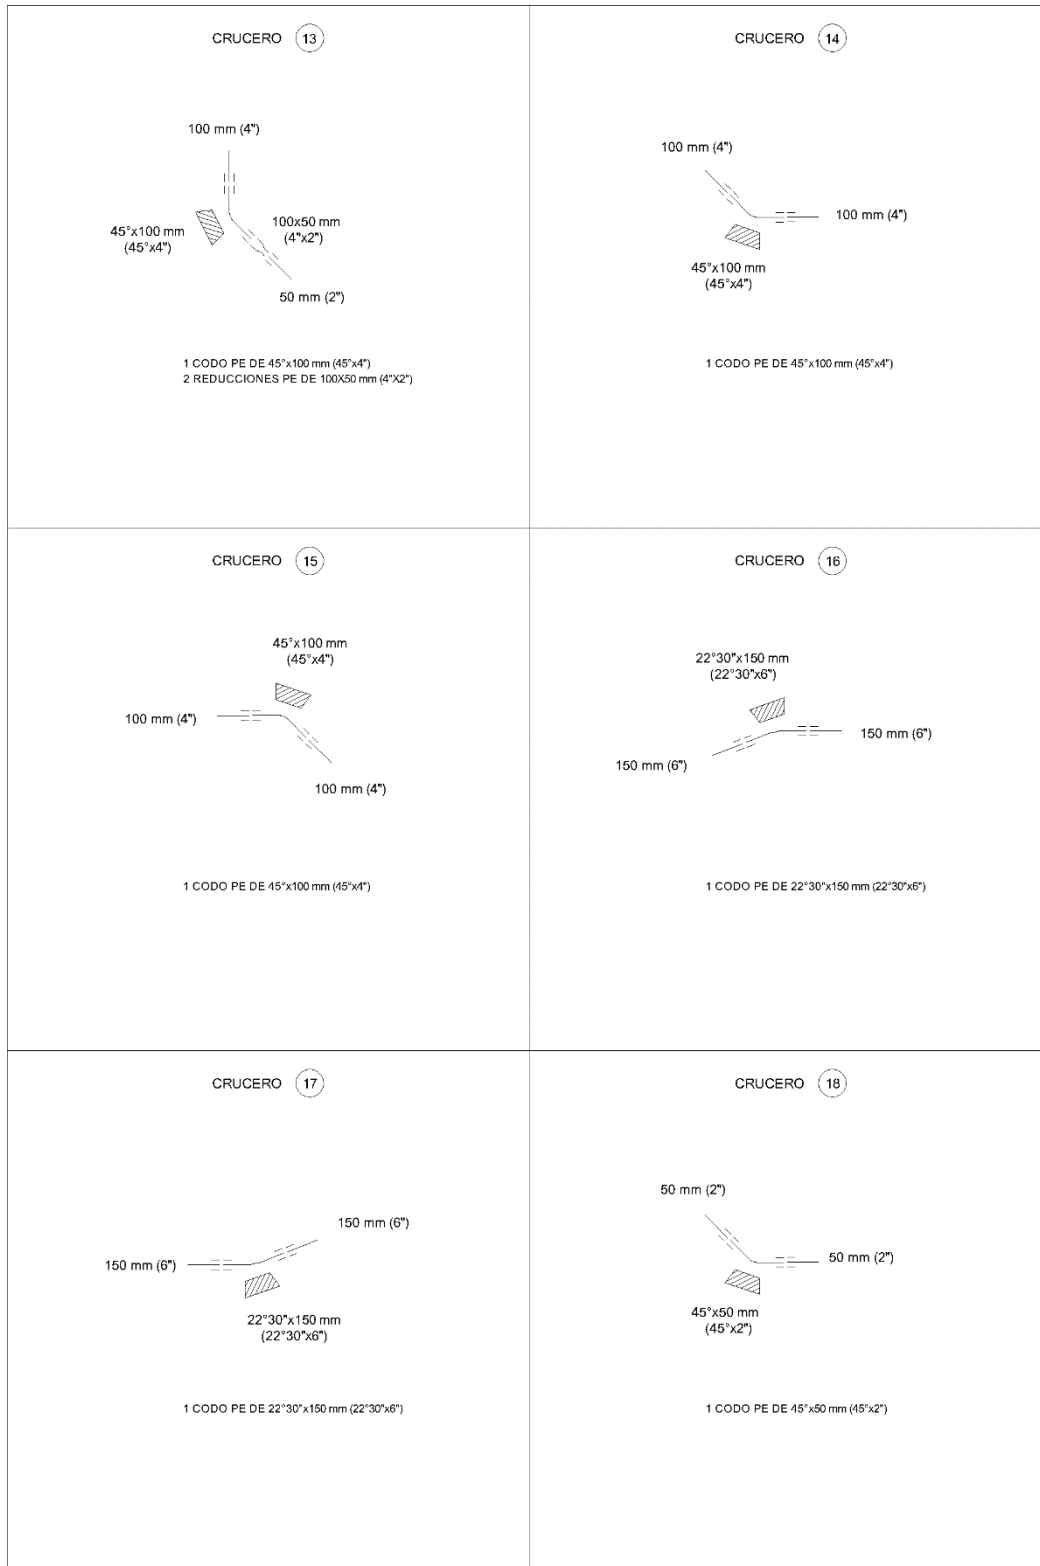 CRUCERO 13
100 mm (4")
45°x100 mm
(45°x4")
100x50 mm
(4"x2")
50 mm (2")
1 CODO PE DE 45°x100 mm (45°x4")
2 REDUCCIONES PE DE 100X50 mm (4"X2")
CRUCERO 14
100 mm (4")
100 mm (4")
45°x100 mm
(45°x4")
1 CODO PE DE 45°x100 mm (45°x4")
CRUCERO 15
45°x100 mm
(45°x4")
100 mm (4")
100 mm (4")
1 CODO PE DE 45°x100 mm (45°x4")
CRUCERO 16
22°30"x150 mm
(22°30"x6")
150 mm (6")
150 mm (6")
1 CODO PE DE 22°30"x150 mm (22°30"x6")
CRUCERO 17
150 mm (6")
150 mm (6")
22°30"x150 mm
(22°30"x6")
1 CODO PE DE 22°30"x150 mm (22°30"x6")
CRUCERO 18
50 mm (2")
50 mm (2")
45°x50 mm
(45°x2")
1 CODO PE DE 45°x50 mm (45°x2")